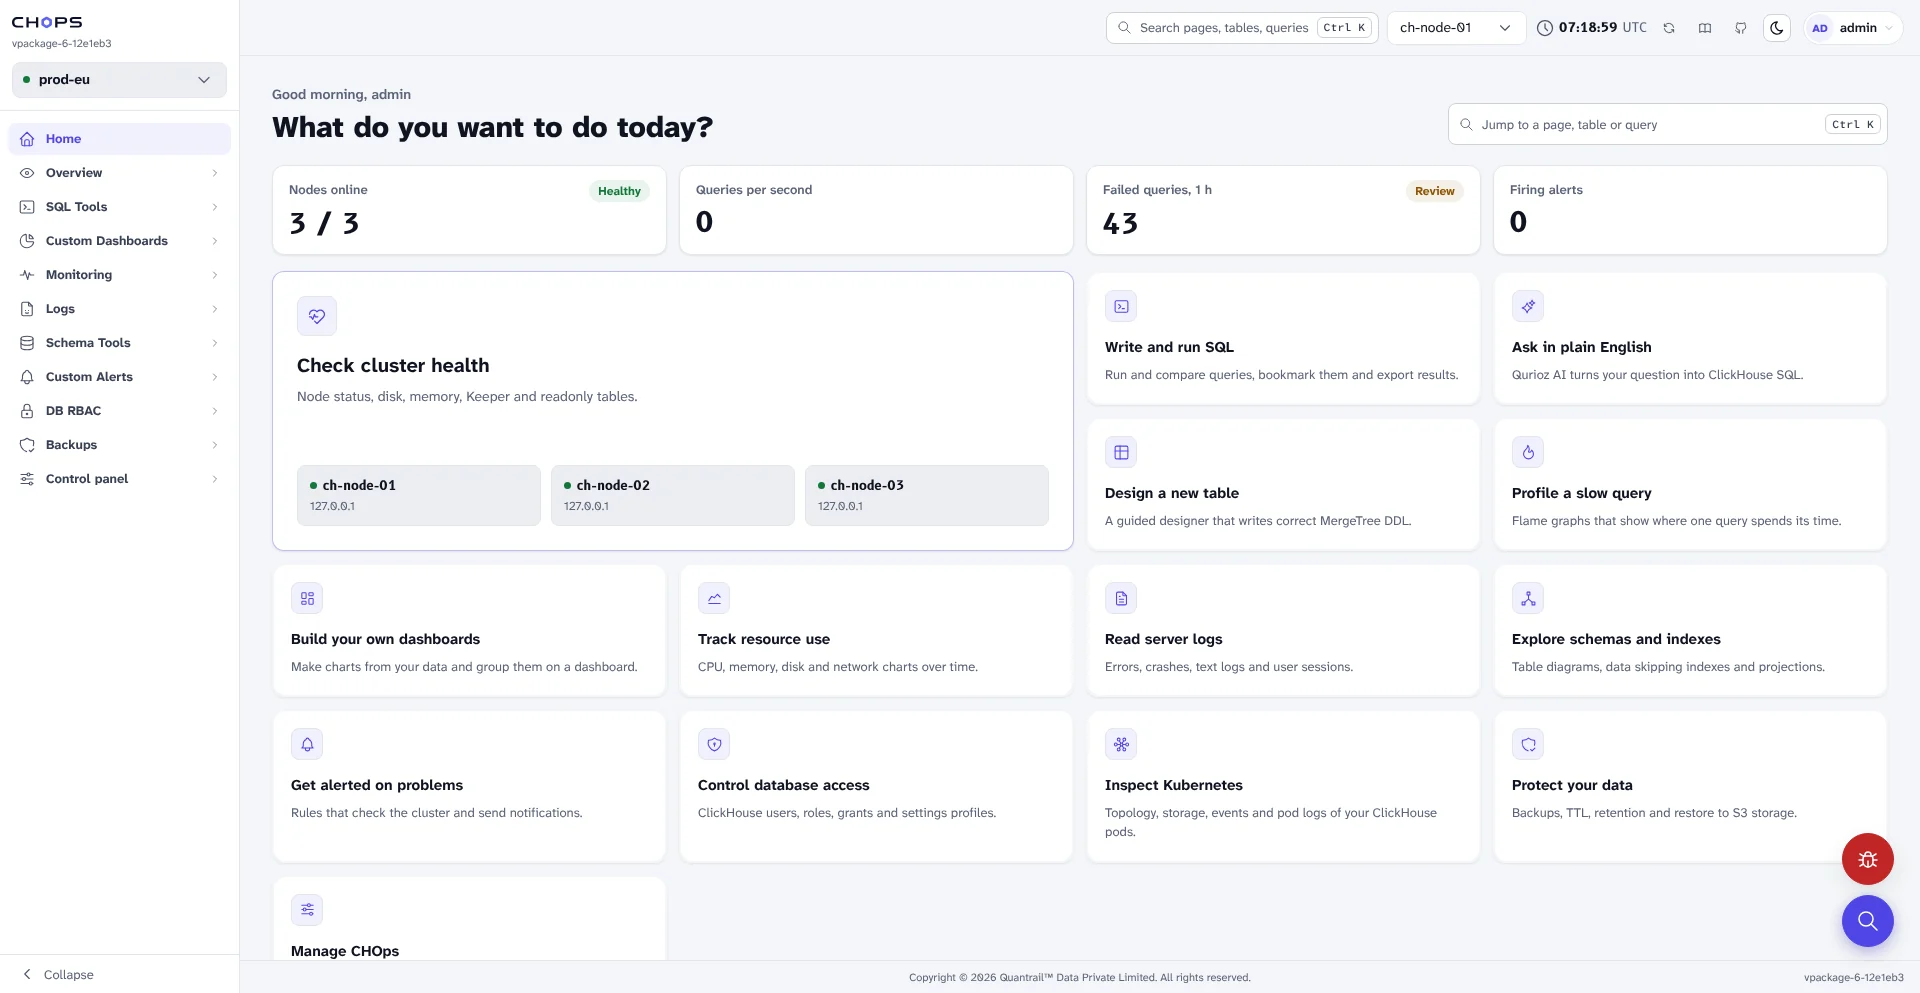 CHOPS
vpackage-6-12e1eb3
prod-eu
Home
Overview
SQL Tools
Custom Dashboards
Monitoring
Logs
Schema Tools
Custom Alerts
DB RBAC
Backups
Control panel
Collapse
Search pages, tables, queries Ctrl K
ch-node-01
07:18:59 UTC
AD admin
Good morning, admin
What do you want to do today?
Jump to a page, table or query Ctrl K
Nodes online Healthy
3 / 3
Queries per second
0
Failed queries, 1 h Review
43
Firing alerts
0
Check cluster health
Node status, disk, memory, Keeper and readonly tables.
ch-node-01
127.0.0.1
ch-node-02
127.0.0.1
ch-node-03
127.0.0.1
Write and run SQL
Run and compare queries, bookmark them and export results.
Ask in plain English
Qurioz AI turns your question into ClickHouse SQL.
Design a new table
A guided designer that writes correct MergeTree DDL.
Profile a slow query
Flame graphs that show where one query spends its time.
Build your own dashboards
Make charts from your data and group them on a dashboard.
Track resource use
CPU, memory, disk and network charts over time.
Read server logs
Errors, crashes, text logs and user sessions.
Explore schemas and indexes
Table diagrams, data skipping indexes and projections.
Get alerted on problems
Rules that check the cluster and send notifications.
Control database access
ClickHouse users, roles, grants and settings profiles.
Inspect Kubernetes
Topology, storage, events and pod logs of your ClickHouse
pods.
Protect your data
Backups, TTL, retention and restore to S3 storage.
Manage CHOps
Copyright © 2026 Quantrail™ Data Private Limited. All rights reserved.
vpackage-6-12e1eb3